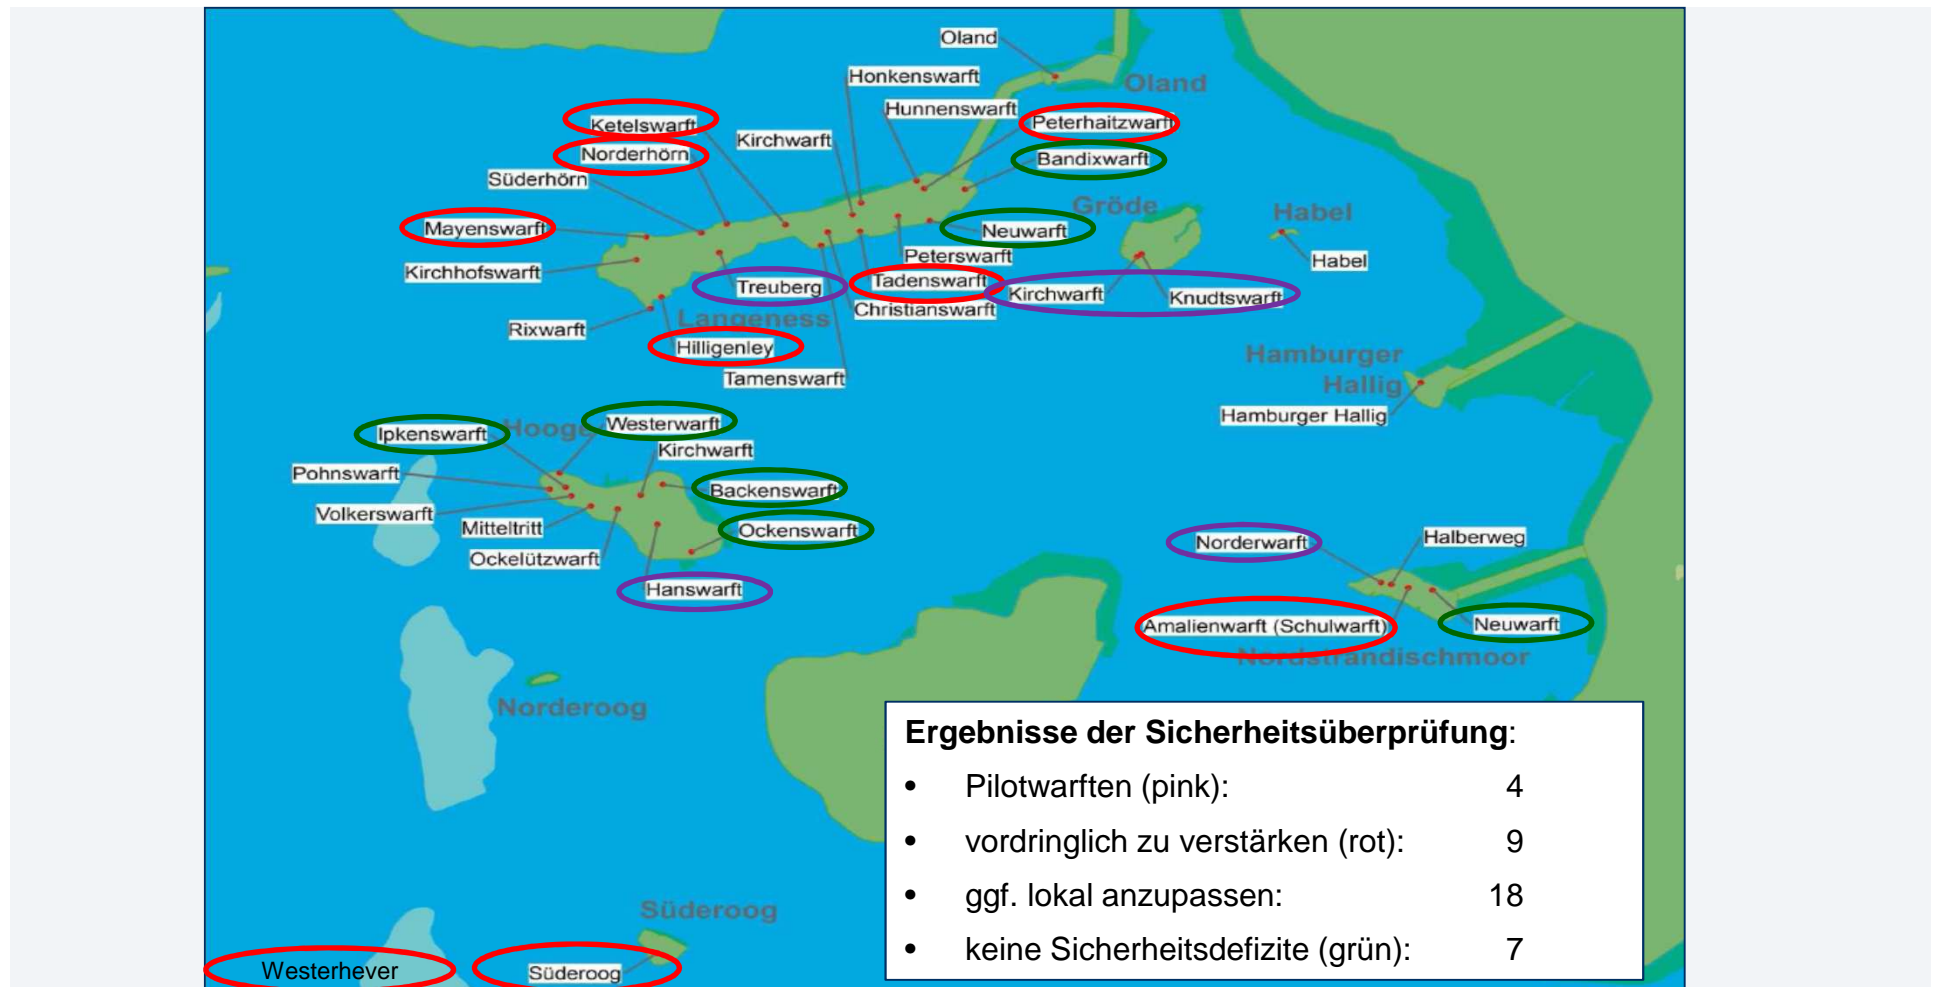 Oland
Honkenswarft
Oland
Hunnenswarft
Ketelswarft
Peterhaitzwarft
Kirchwarft
Norderhörn
Bandixwarft
Süderhörn
Gröde
Habel
Mayenswarft
Neuwarft
Peterswarft
Habel
Kirchhofswarft
Treuberg
Tadenswarft
Kirchwarft
Knudtswarft
Christianswarft
Langeness
Rixwarft
Hilligenley
Hamburger
Hallig
Tamenswarft
Hamburger Hallig
Westerwarft
Hooge
Ipkenswarft
Kirchwarft
Pohnswarft
Backenswarft
Volkerswarft
Mitteltritt
Ockenswarft
Ockelützwarft
Hanswarft
Halberweg
Norderwarft
Amalienwarft (Schulwarft)
Neuwarft
Nordstrandischmoor
Norderoog
Ergebnisse der Sicherheitsüberprüfung:
• Pilotwarften (pink): 4
• vordringlich zu verstärken (rot): 9
• ggf. lokal anzupassen: 18
• keine Sicherheitsdefizite (grün): 7
Süderoog
Westerhever
Süderoog